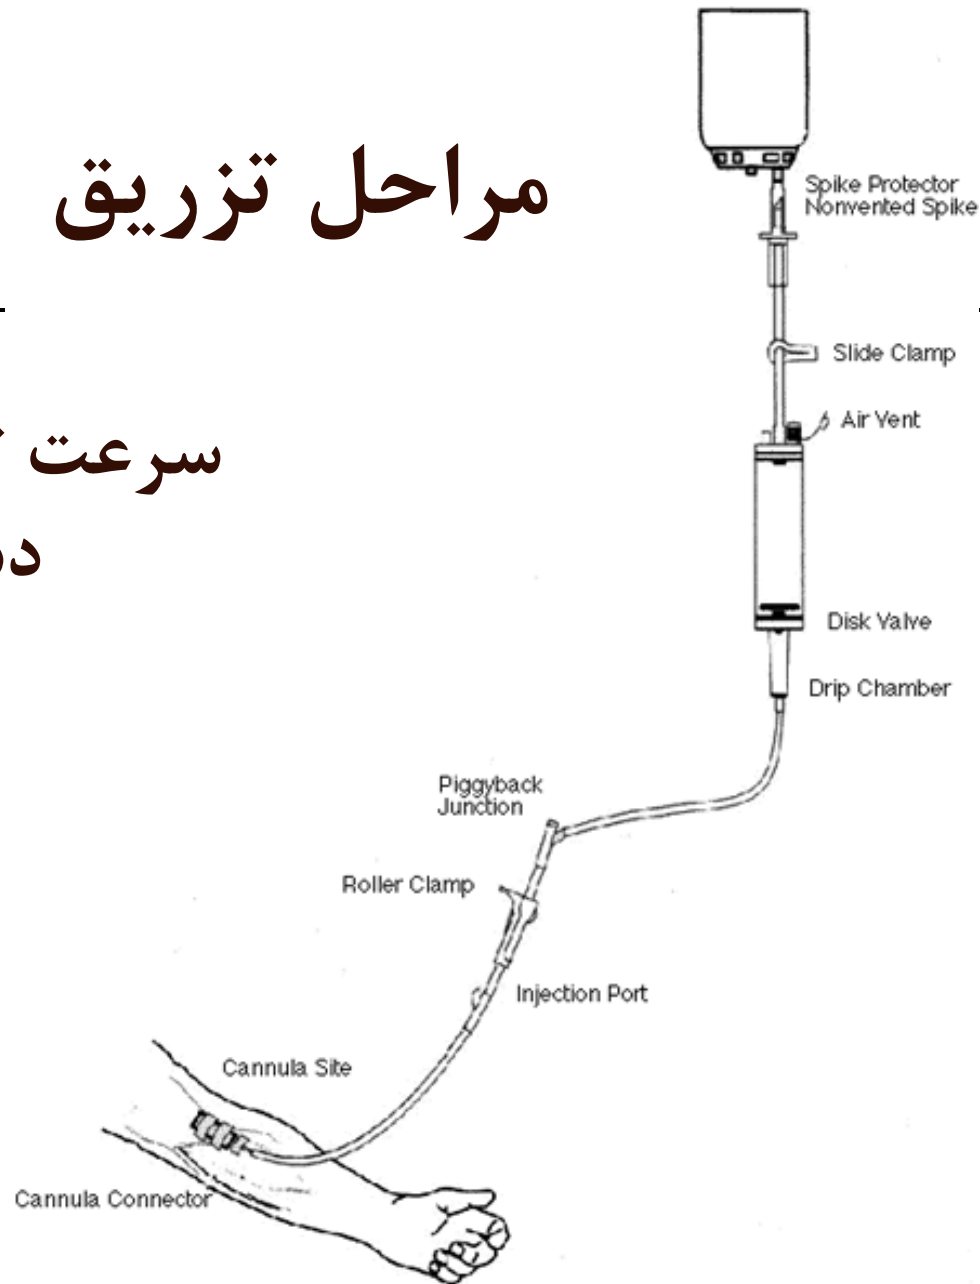 مراحل تزریق
سرعت
Spike Protector
Nonvented Spike
Slide Clamp
Air Vent
Disk Valve
Drip Chamber
Piggyback
Junction
Roller Clamp
Injection Port
Cannula Site
Cannula Connector